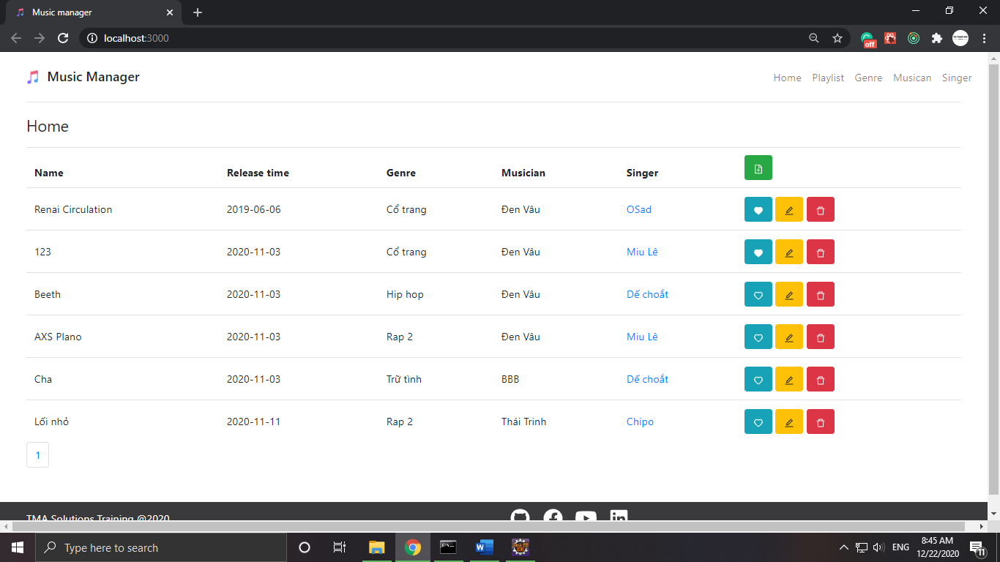 Music manager
localhost:3000
off
Music Manager
Home Playlist Genre Musican Singer
Home
Name Release time Genre Musician Singer
Renai Circulation 2019-06-06 Cổ trang Đen Vâu OSad
123 2020-11-03 Cổ trang Đen Vâu Miu Lê
Beeth 2020-11-03 Hip hop Đen Vâu Dế choắt
AXS Plano 2020-11-03 Rap 2 Đen Vâu Miu Lê
Cha 2020-11-03 Trữ tình BBB Dế choắt
Lối nhỏ 2020-11-11 Rap 2 Thái Trinh Chipo
1
TMA Solutions Training @2020
Type here to search
ENG
8:45 AM
12/22/2020
11